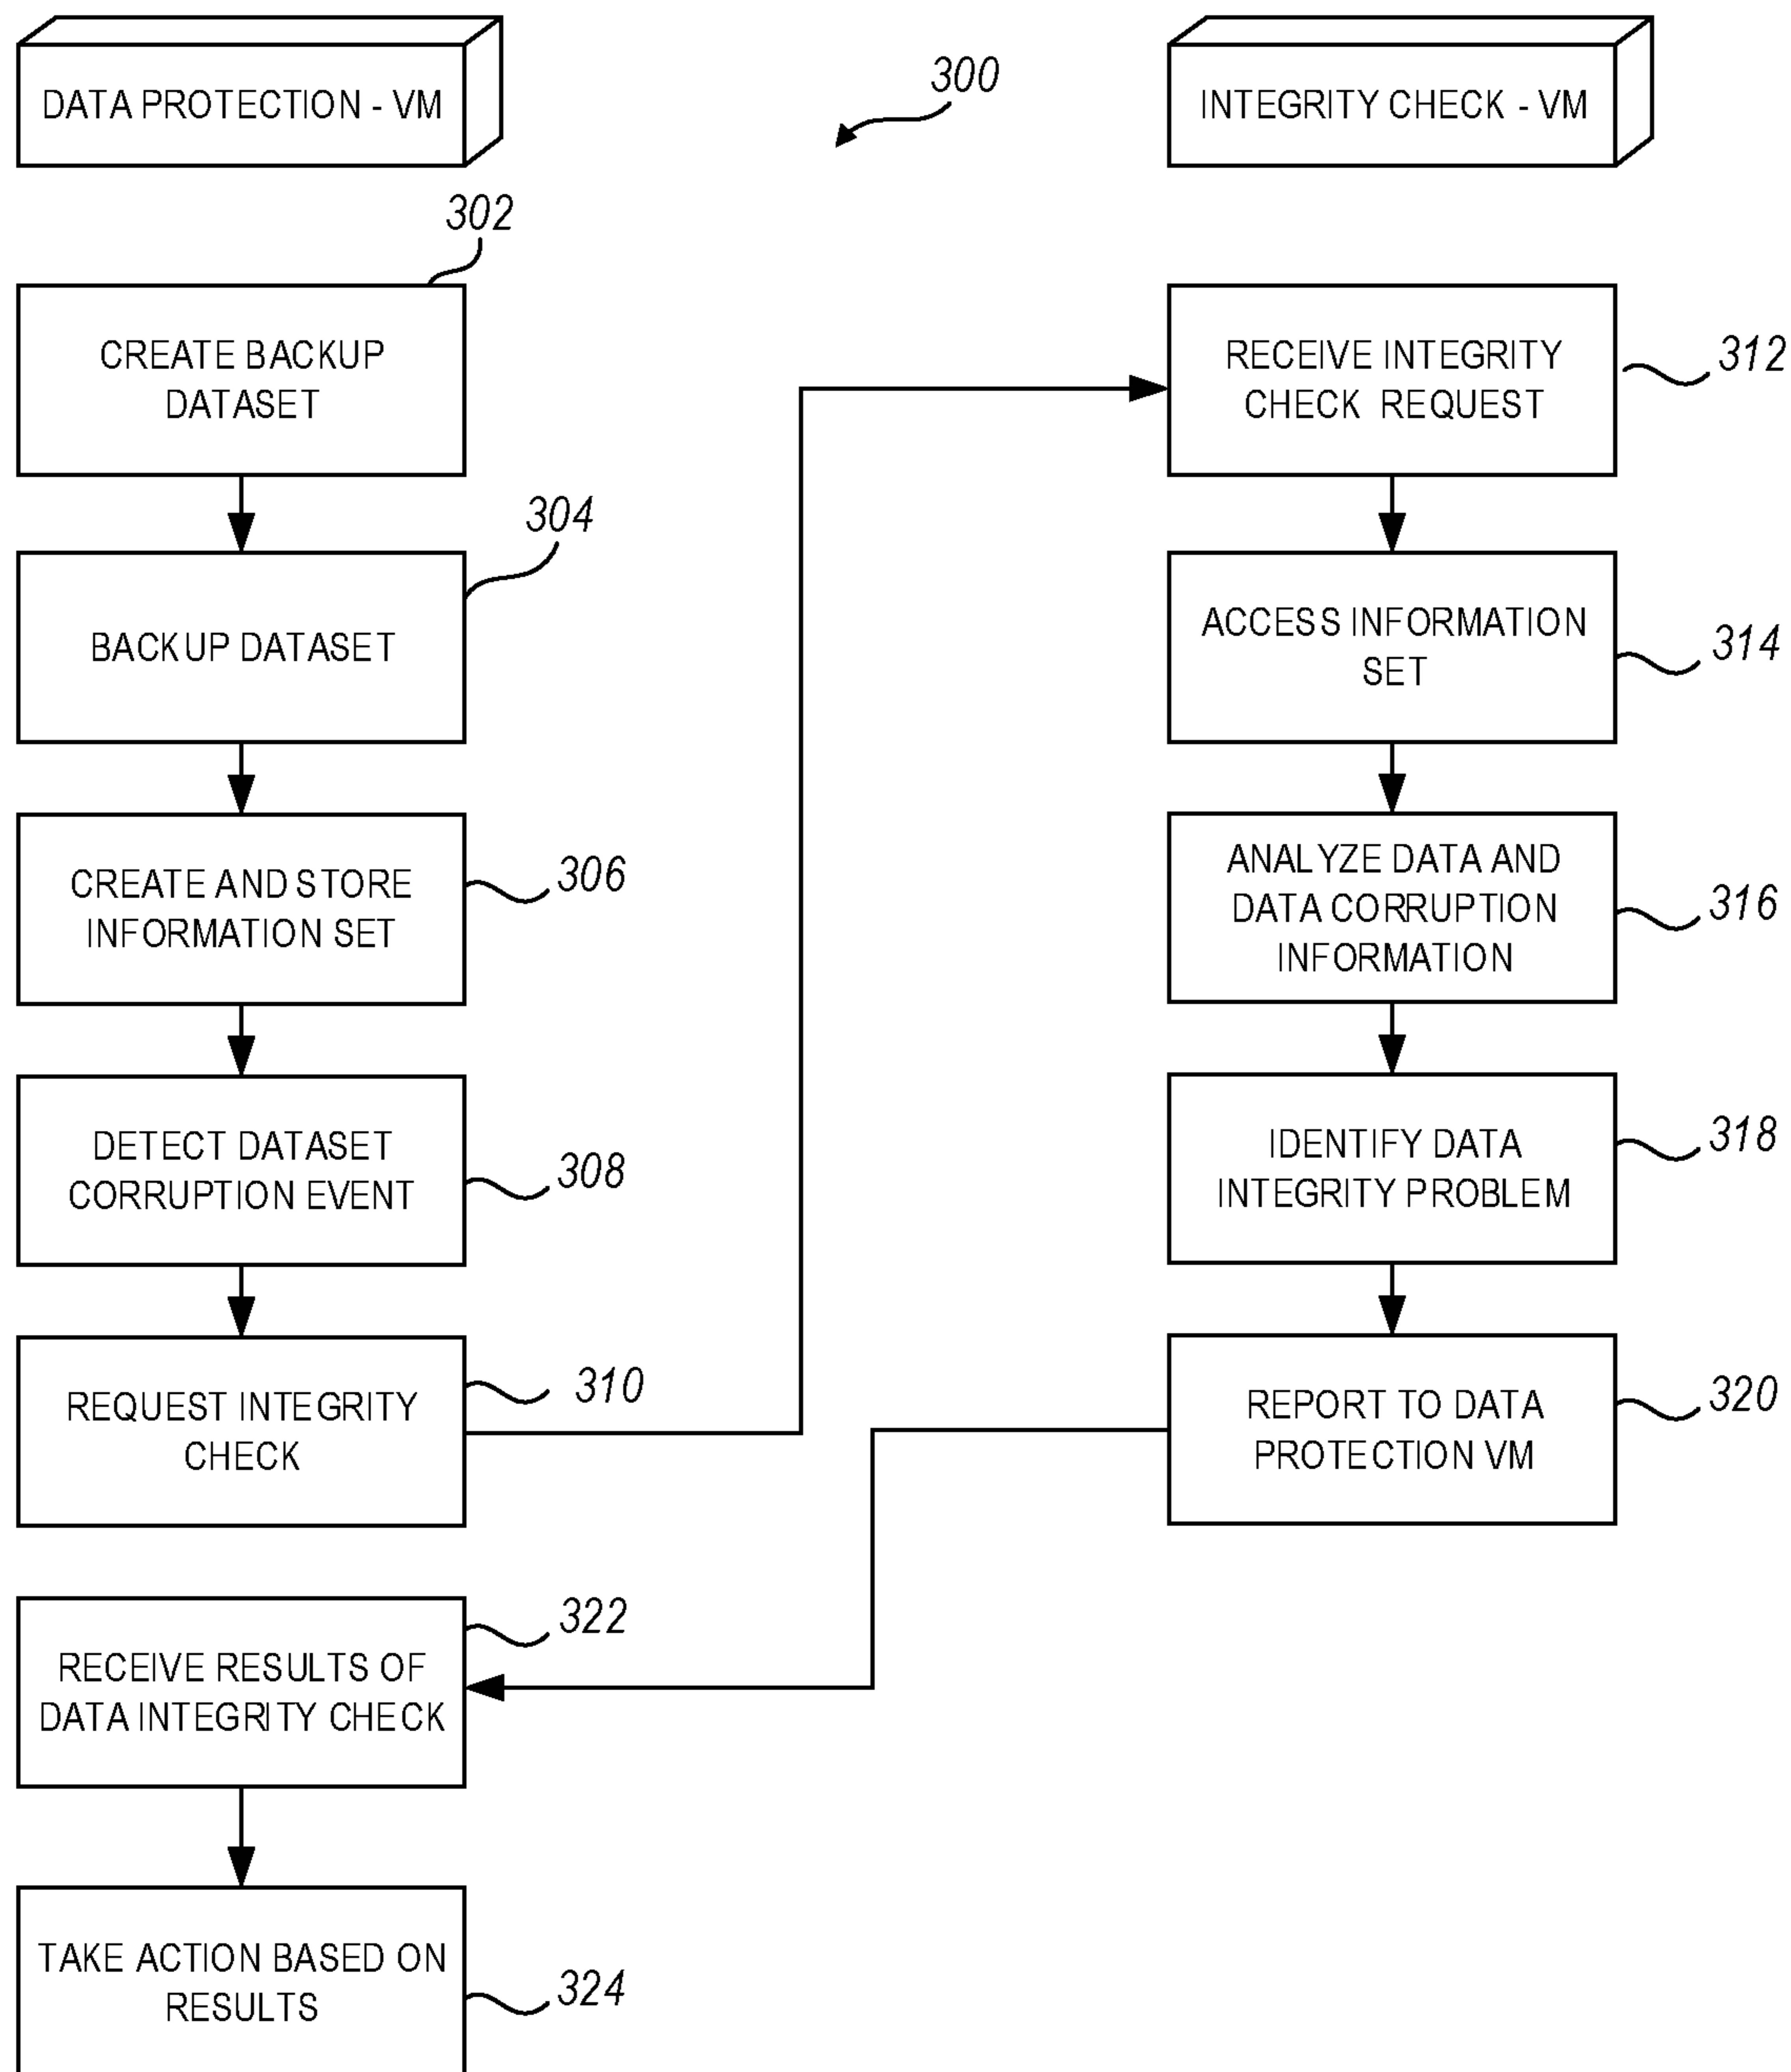 DATA PROTECTION - VM
300
INTEGRITY CHECK - VM
302
CREATE BACKUP
DATASET
304
BACKUP DATASET
CREATE AND STORE
INFORMATION SET
306
DETECT DATASET
CORRUPTION EVENT
308
REQUEST INTEGRITY
CHECK
310
RECEIVE INTEGRITY
CHECK REQUEST
312
ACCESS INFORMATION
SET
314
ANALYZE DATA AND
DATA CORRUPTION
INFORMATION
316
IDENTIFY DATA
INTEGRITY PROBLEM
318
REPORT TO DATA
PROTECTION VM
320
322
RECEIVE RESULTS OF
DATA INTEGRITY CHECK
TAKE ACTION BASED ON
RESULTS
324